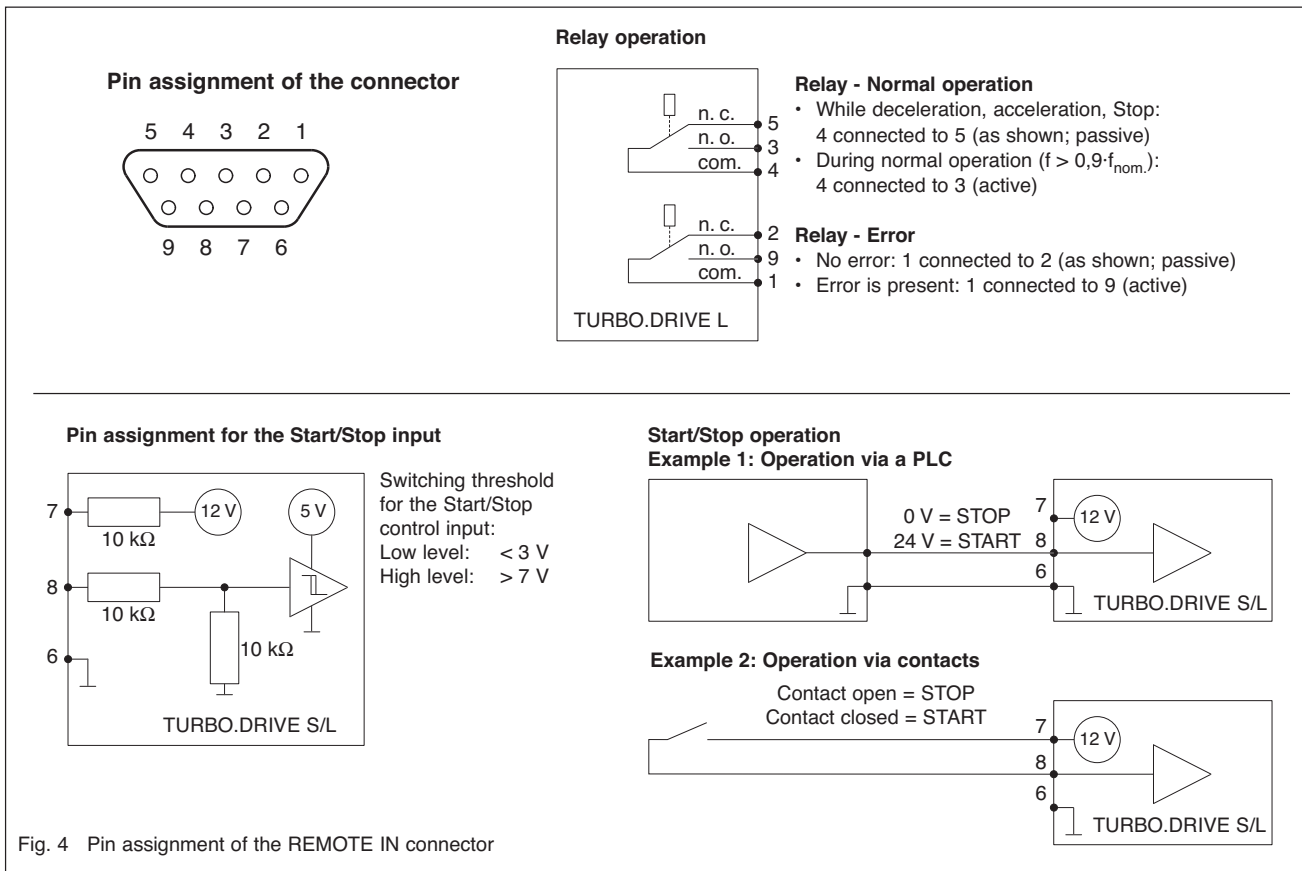 Relay operation
Pin assignment of the connector
5 4 3 2 1
9 8 7 6
n. c.
n. o.
com.
5
3
4
n. c.
n. o.
com.
2
9
1
TURBO.DRIVE L
Relay - Normal operation
• While deceleration, acceleration, Stop:
4 connected to 5 (as shown; passive)
• During normal operation (f > 0,9·fnom.):
4 connected to 3 (active)
Relay - Error
• No error: 1 connected to 2 (as shown; passive)
• Error is present: 1 connected to 9 (active)
Pin assignment for the Start/Stop input
7
12 V
5 V
10 kΩ
8
10 kΩ
10 kΩ
6
TURBO.DRIVE S/L
Switching threshold
for the Start/Stop
control input:
Low level: < 3 V
High level: > 7 V
Start/Stop operation
Example 1: Operation via a PLC
0 V = STOP
24 V = START
7
12 V
8
6
TURBO.DRIVE S/L
Example 2: Operation via contacts
Contact open = STOP
Contact closed = START
7
12 V
8
6
TURBO.DRIVE S/L
Fig. 4 Pin assignment of the REMOTE IN connector